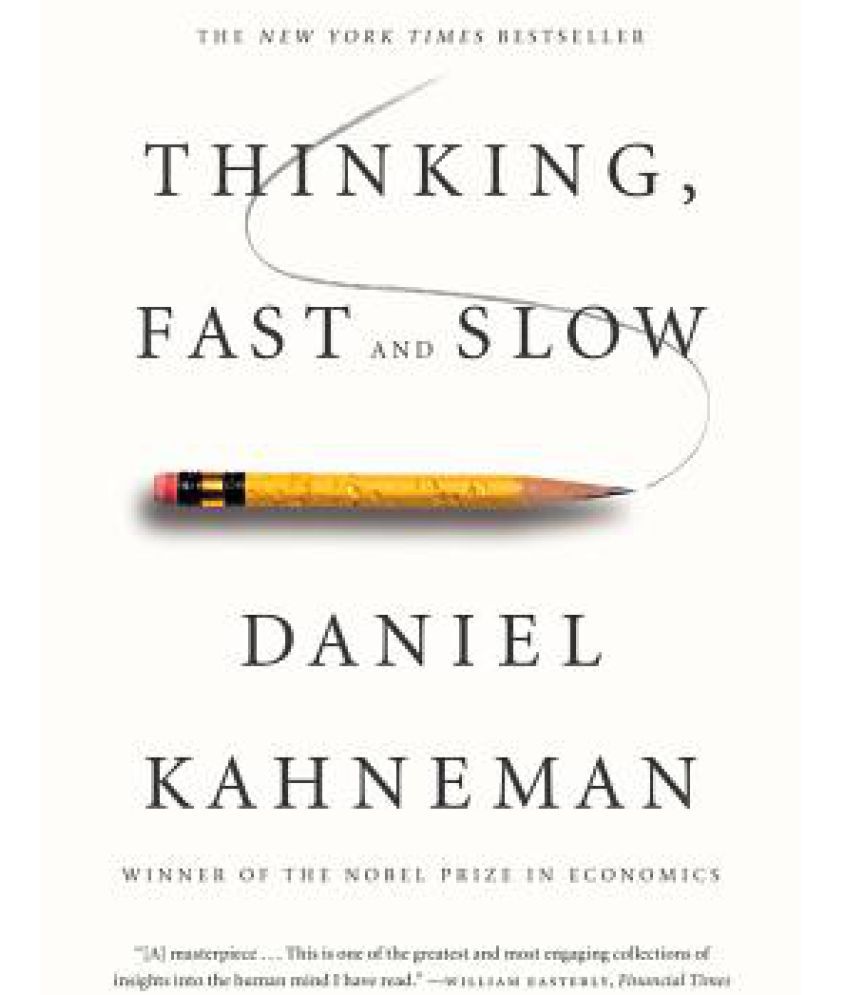 THE NEW YORK TIMES BESTSELLER
THINKING,
FAST AND SLOW
DANIEL
KAHNEMAN
WINNER OF THE NOBEL PRIZE IN ECONOMICS
“[A] masterpiece . . . This is one of the greatest and most engaging collections of
insights into the human mind I have read.” —WILLIAM EASTERLY, Financial Times